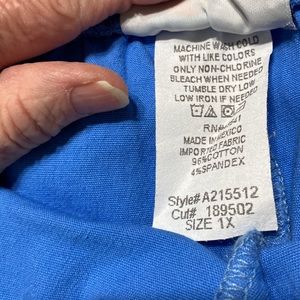 MACHINE WASH COLD
WITH LIKE COLORS
ONLY NON-CHLORINE
BLEACH WHEN NEEDED
TUMBLE DRY LOW
LOW IRON IF NEEDED
MADE IN MEXICO
IMPORTED FABRIC
96%COTTON
4%SPANDEX
Style# A215512
Cut# 189502
SIZE 1X